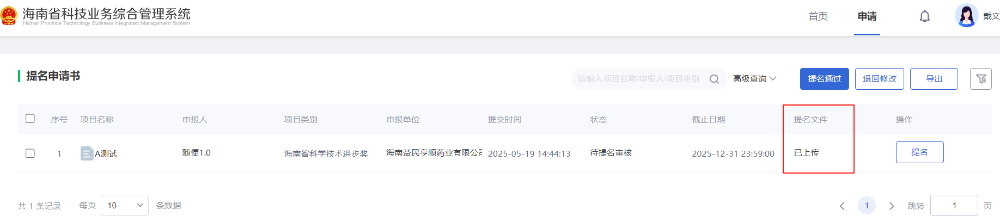 海南省科技业务综合管理系统
Hainan Province Technology Business Integrated Management System
首页 申请 戴文
提名申请书
请输入项目名称/申报人/项目类别 高级查询 提名通过 退回修改 导出
序号 项目名称 申报人 项目类别 申报单位 提交时间 状态 截止日期 提名文件 操作
1 A测试 随便1.0 海南省科学技术进步奖 海南益民亨顺药业有限公司 2025-05-19 14:44:13 待提名审核 2025-12-31 23:59:00 已上传 提名
共 1 条记录 每页 10 条数据 1 跳转 1 页